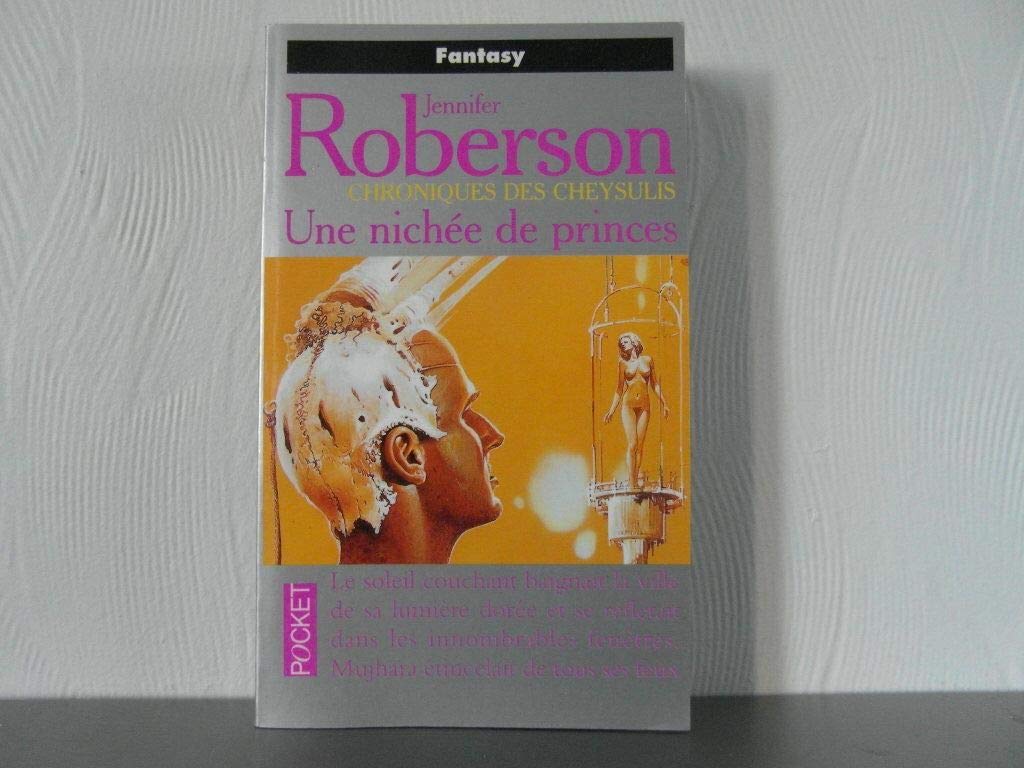 Fantasy
Jennifer
Roberson
CHRONIQUES DES CHEYSULIS
Une nichée de princes
POCKET
Le soleil couchant baignait la ville
de sa lumière dorée et se reflétait
dans les innombrables fenêtres...
Mujhara étincelait de tous ses feux.